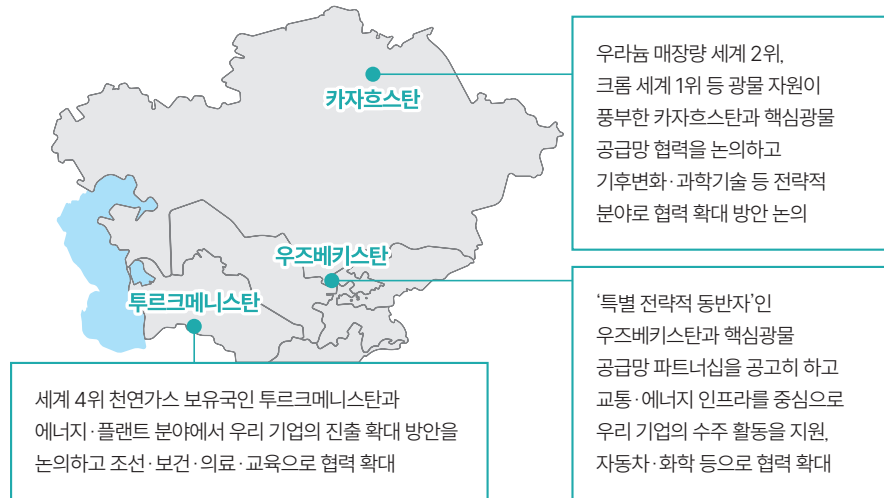 카자흐스탄
우라늄 매장량 세계 2위,
크롬 세계 1위 등 광물 자원이
풍부한 카자흐스탄과 핵심광물
공급망 협력을 논의하고
기후변화·과학기술 등 전략적
분야로 협력 확대 방안 논의
우즈베키스탄
‘특별 전략적 동반자’인
우즈베키스탄과 핵심광물
공급망 파트너십을 공고히 하고
교통·에너지 인프라를 중심으로
우리 기업의 수주 활동을 지원,
자동차·화학 등으로 협력 확대
투르크메니스탄
세계 4위 천연가스 보유국인 투르크메니스탄과
에너지·플랜트 분야에서 우리 기업의 진출 확대 방안을
논의하고 조선·보건·의료·교육으로 협력 확대